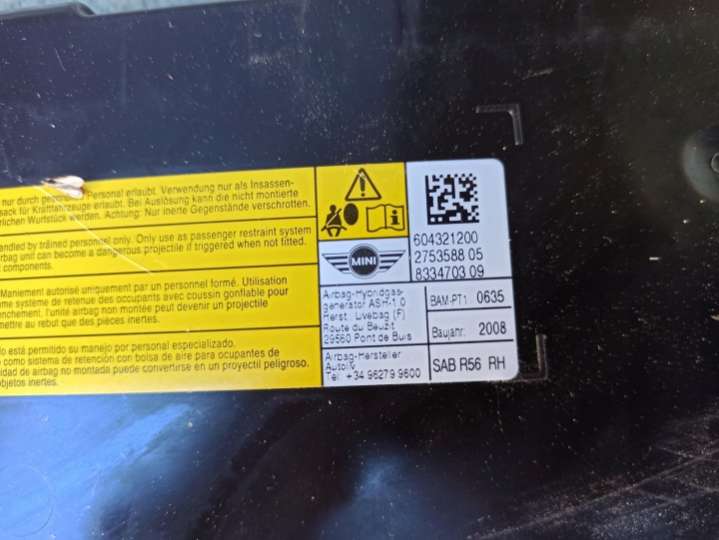 nur durch Personal erlaubt. Verwendung nur als Insassen-
sack für Kraftfahrzeuge erlaubt. Bei Auslösung kann die nicht montierte
rlichen Wurfstück werden. Achtung: Nur inerte Gegenstände verschrotten.
andled by trained personnel only. Only use as passenger restraint system
rbag unit can become a dangerous projectile if triggered when not fitted.
t components.
Maniement autorisé uniquement par un personnel formé. Utilisation
me système de retenue des occupants avec coussin gonflable pour
nchement, l'unité airbag non montée peut devenir un projectile
mettre au rebut que des pièces inertes.
lo está permitido su manejo por personal especializado.
o como sistema de retención con bolsa de aire para ocupantes de
idad de airbag no montada puede convertirse en un proyectil peligroso.
objetos inertes.
MINI
604321200
2753588 05
8334703 09
Airbag-Hybridgas-
generator ASH-1.0
Herst. Livebag (F)
Route du Beuzit
29560 Pont de Buis
BAM-PT1 0635
Baujahr: 2008
Airbag-Hersteller
Autoliv
Tel: +34 96279 9600
SAB R56 RH